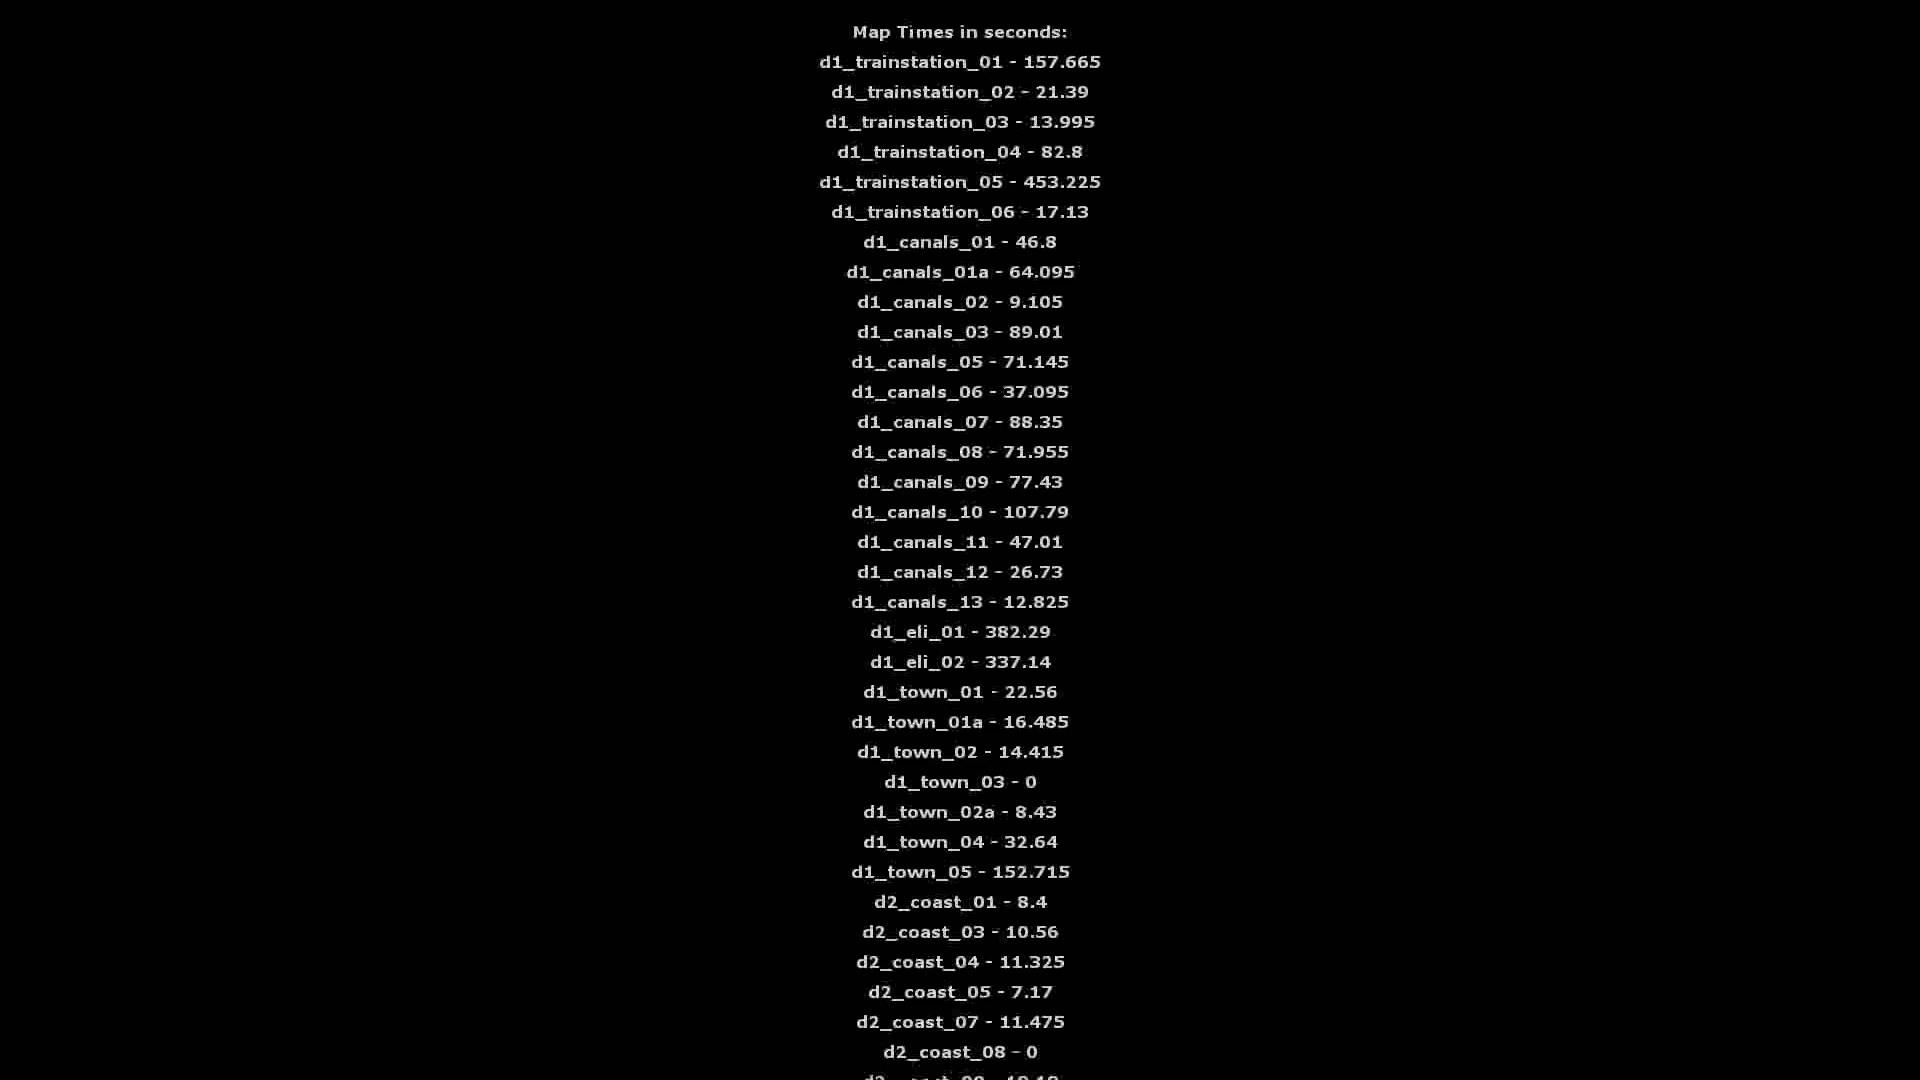 Map Times in seconds:
d1_trainstation_01 - 157.665
d1_trainstation_02 - 21.39
d1_trainstation_03 - 13.995
d1_trainstation_04 - 82.8
d1_trainstation_05 - 453.225
d1_trainstation_06 - 17.13
d1_canals_01 - 46.8
d1_canals_01a - 64.095
d1_canals_02 - 9.105
d1_canals_03 - 89.01
d1_canals_05 - 71.145
d1_canals_06 - 37.095
d1_canals_07 - 88.35
d1_canals_08 - 71.955
d1_canals_09 - 77.43
d1_canals_10 - 107.79
d1_canals_11 - 47.01
d1_canals_12 - 26.73
d1_canals_13 - 12.825
d1_eli_01 - 382.29
d1_eli_02 - 337.14
d1_town_01 - 22.56
d1_town_01a - 16.485
d1_town_02 - 14.415
d1_town_03 - 0
d1_town_02a - 8.43
d1_town_04 - 32.64
d1_town_05 - 152.715
d2_coast_01 - 8.4
d2_coast_03 - 10.56
d2_coast_04 - 11.325
d2_coast_05 - 7.17
d2_coast_07 - 11.475
d2_coast_08 - 0